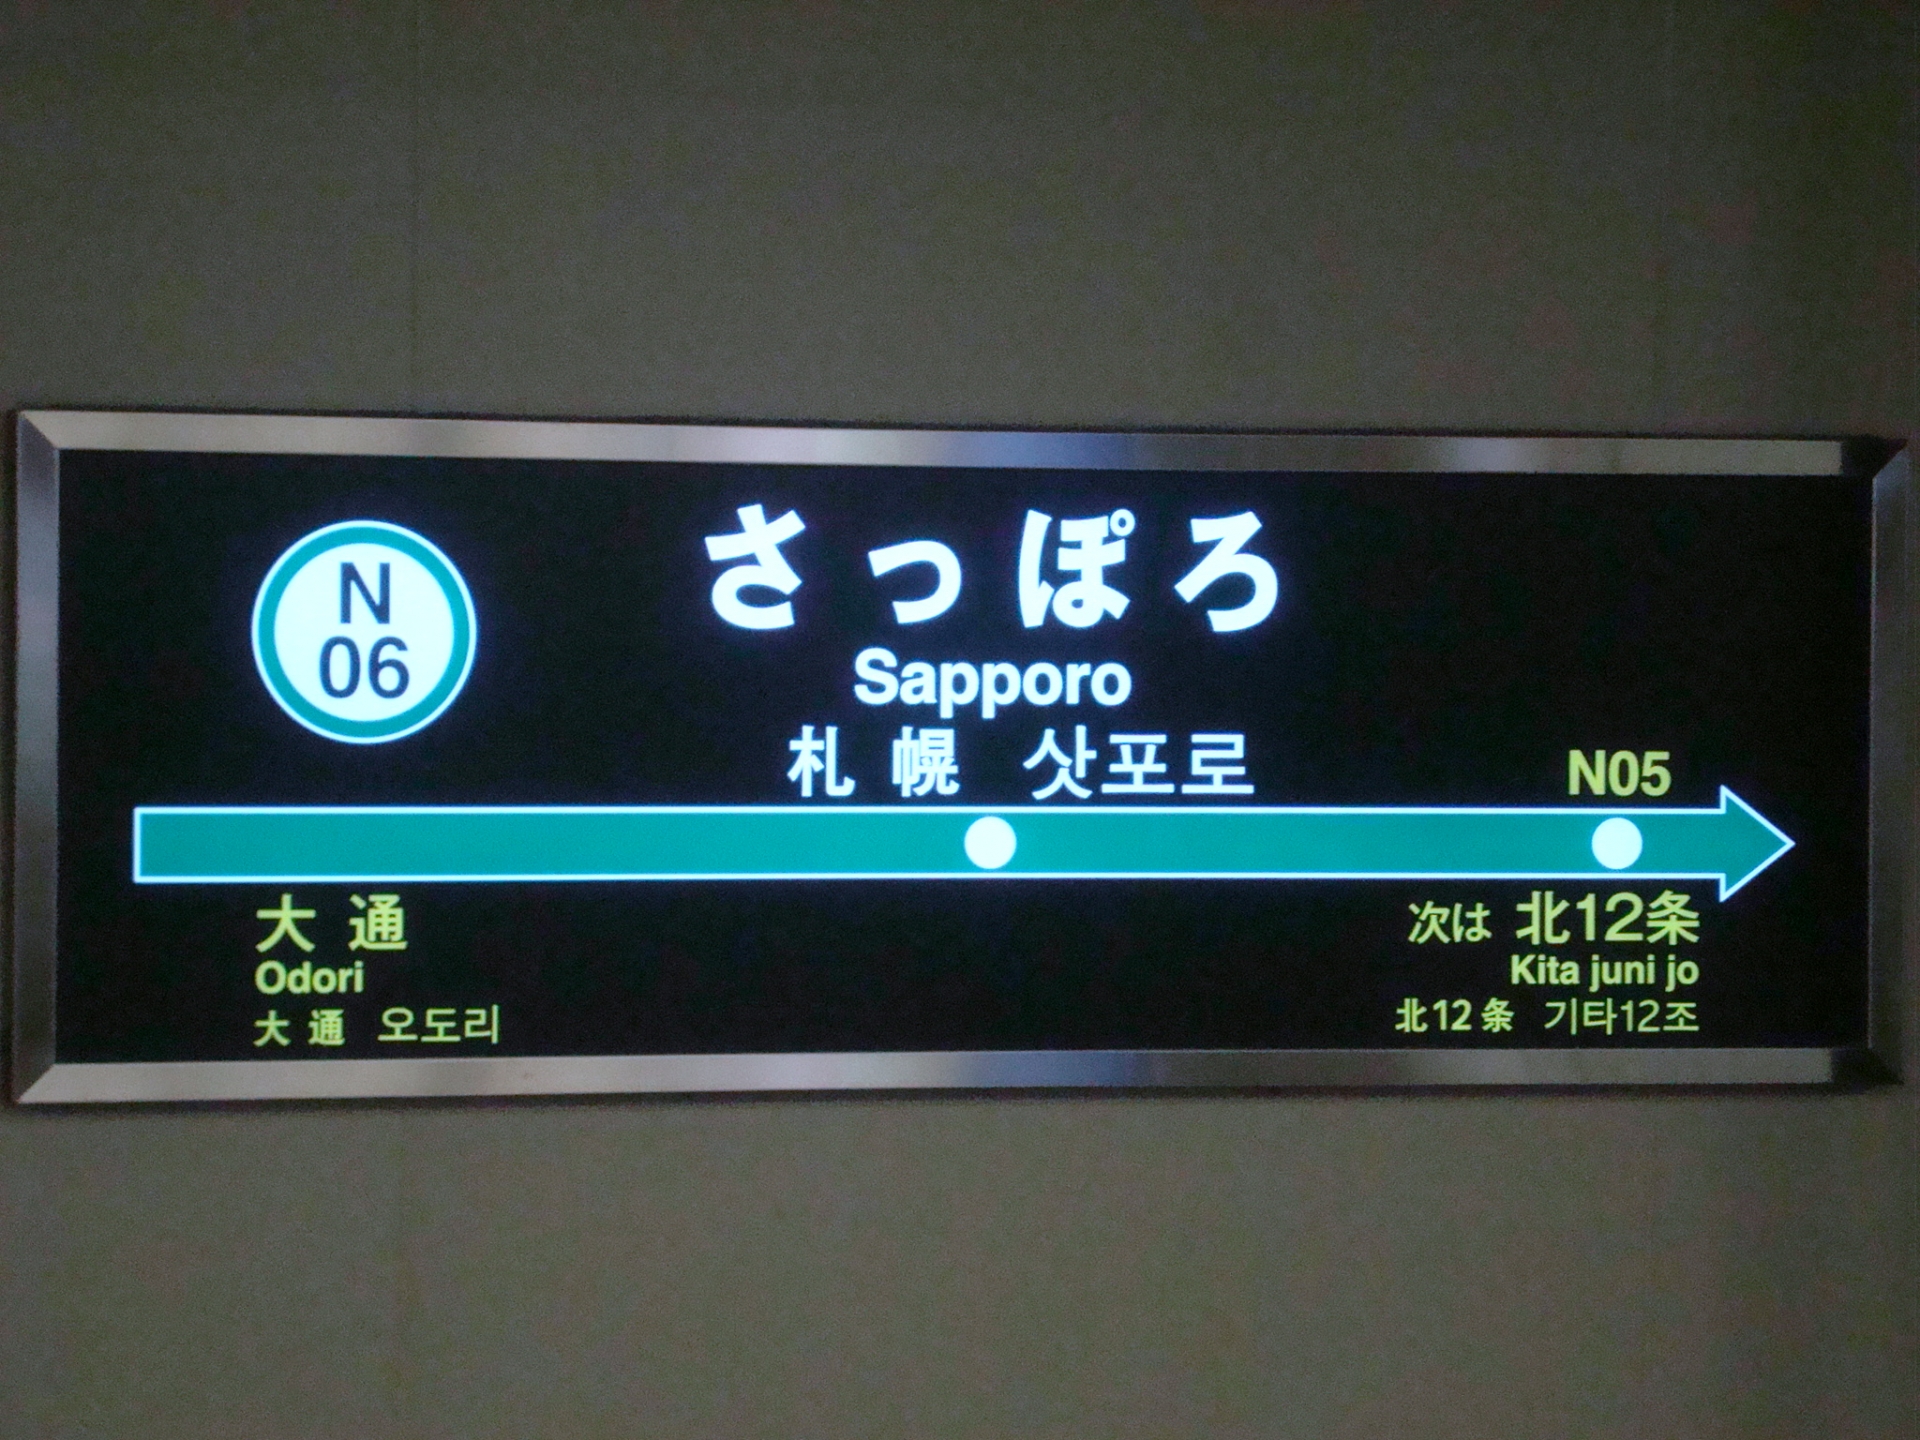 N
06
さっぽろ
Sapporo
札幌 삿포로
N05
大通
Odori
大通 오도리
次は 北12条
Kita juni jo
北12条 기타12조